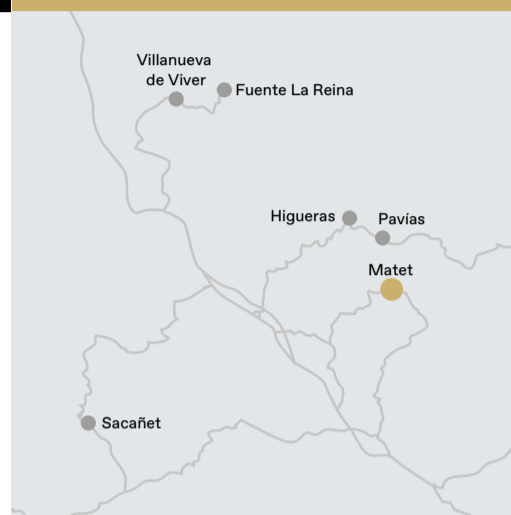 Villanueva
de Viver
Fuente La Reina
Higueras
Pavías
Matet
Sacañet